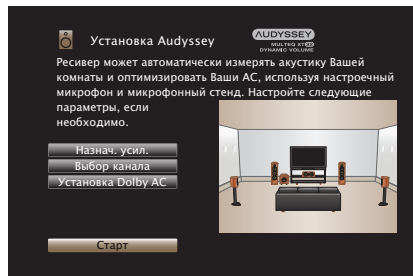 Установка Audyssey
AUDYSSEY
MULTEQ XT32
DYNAMIC VOLUME
Ресивер может автоматически измерять акустику Вашей
комнаты и оптимизировать Ваши АС, используя настроечный
микрофон и микрофонный стенд. Настройте следующие
параметры, если
необходимо.
Назнач. усил.
Выбор канала
Установка Dolby АС
Старт